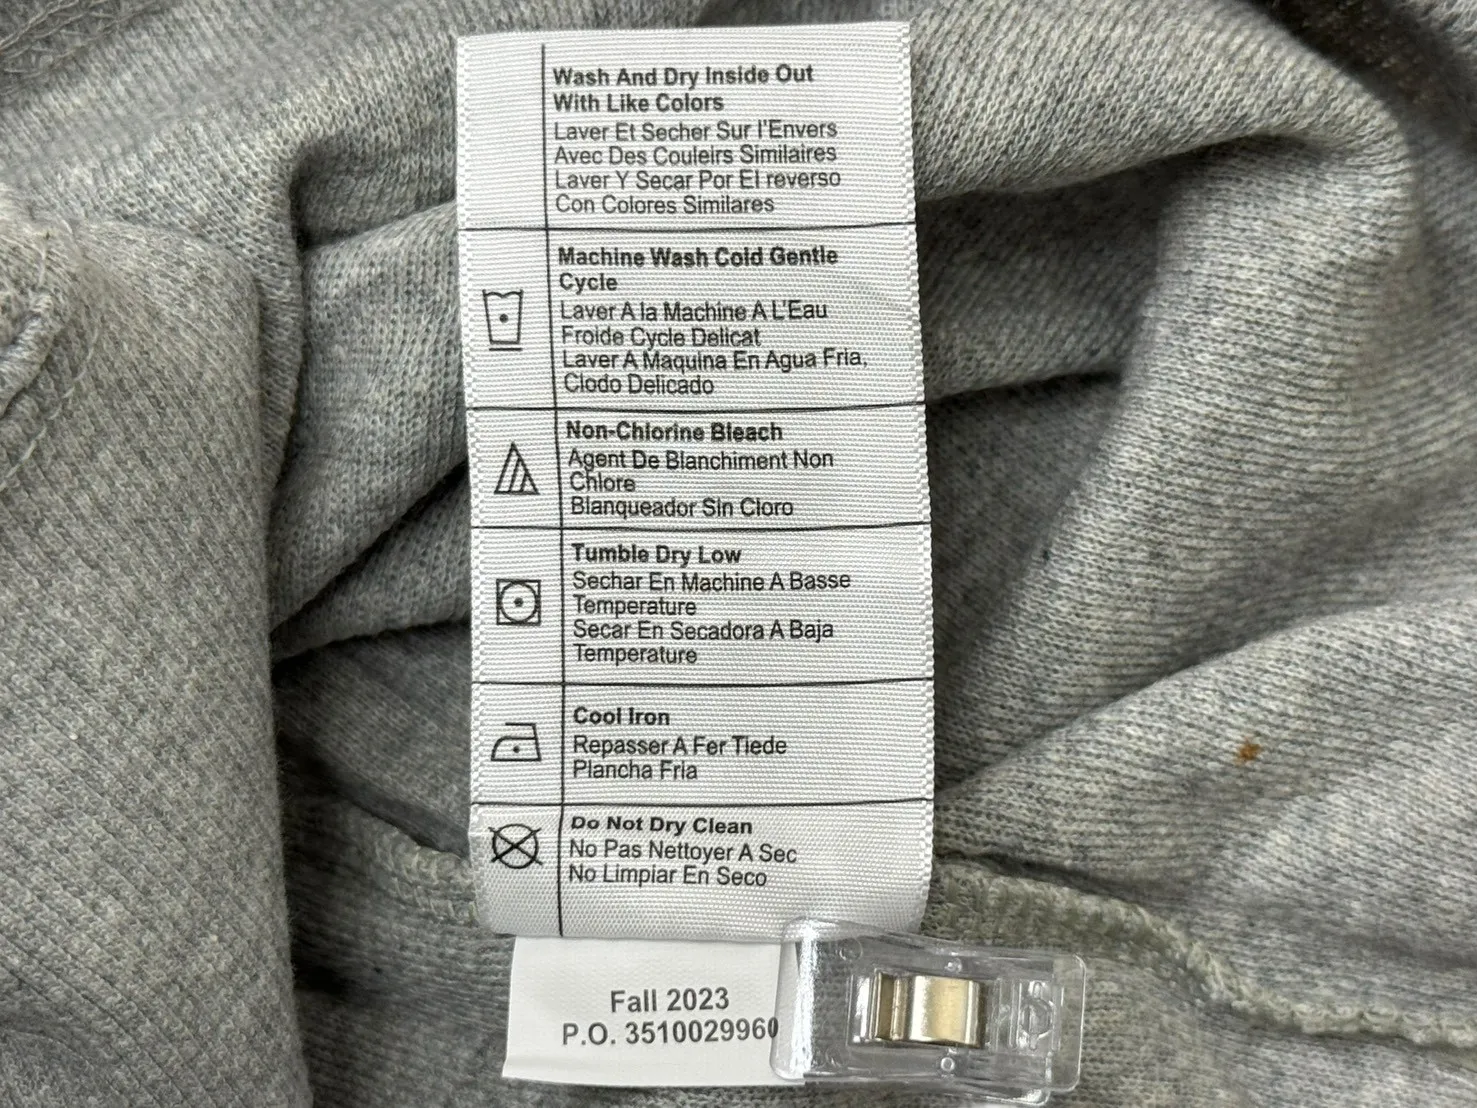 Wash And Dry Inside Out
With Like Colors
Laver Et Secher Sur l'Envers
Avec Des Couleirs Similaires
Laver Y Secar Por El reverso
Con Colores Similares
Machine Wash Cold Gentle
Cycle
Laver A la Machine A L'Eau
Froide Cycle Delicat
Laver A Maquina En Agua Fria,
Clodo Delicado
Non-Chlorine Bleach
Agent De Blanchiment Non
Chlore
Blanqueador Sin Cloro
Tumble Dry Low
Sechar En Machine A Basse
Temperature
Secar En Secadora A Baja
Temperature
Cool Iron
Repasser A Fer Tiede
Plancha Fria
Do Not Dry Clean
No Pas Nettoyer A Sec
No Limpiar En Seco
Fall 2023
P.O. 3510029960